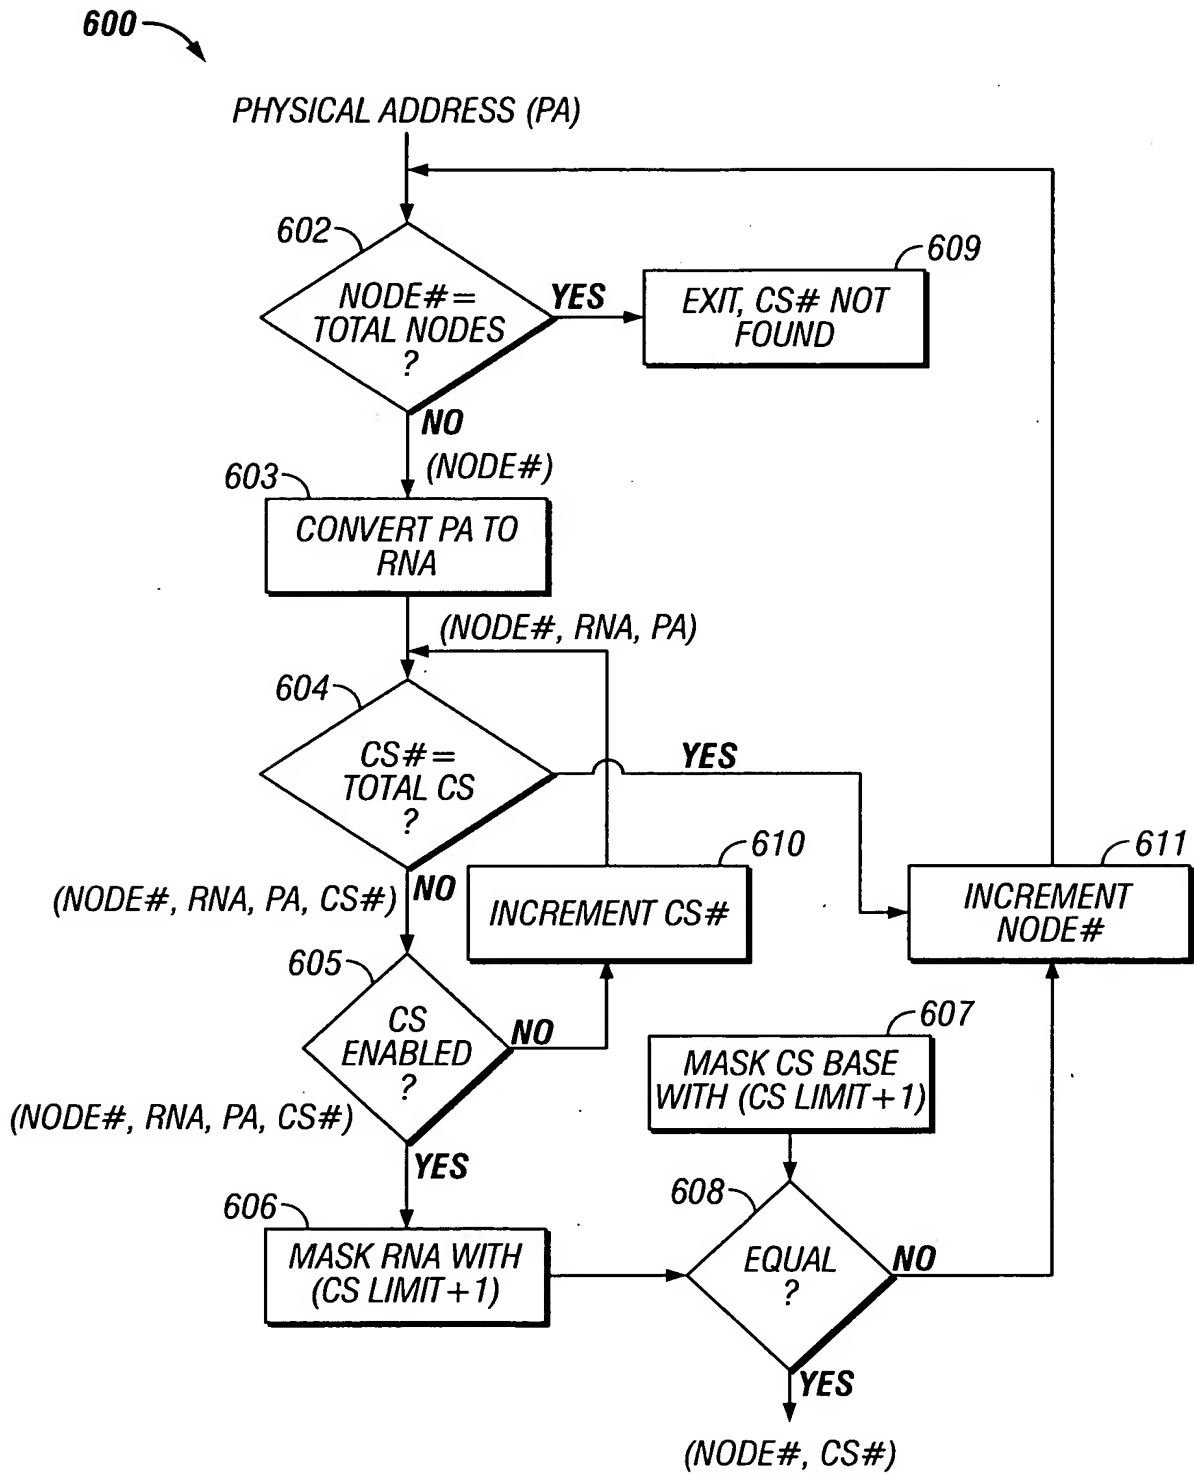 600
PHYSICAL ADDRESS (PA)
602
NODE# =
TOTAL NODES
?
YES
609
EXIT, CS# NOT
FOUND
NO
(NODE#)
603
CONVERT PA TO
RNA
(NODE#, RNA, PA)
604
CS# =
TOTAL CS
?
YES
NO
(NODE#, RNA, PA, CS#)
610
INCREMENT CS#
611
INCREMENT
NODE#
605
CS
ENABLED
?
NO
(NODE#, RNA, PA, CS#)
YES
607
MASK CS BASE
WITH (CS LIMIT+1)
606
MASK RNA WITH
(CS LIMIT+1)
608
EQUAL
?
NO
YES
(NODE#, CS#)